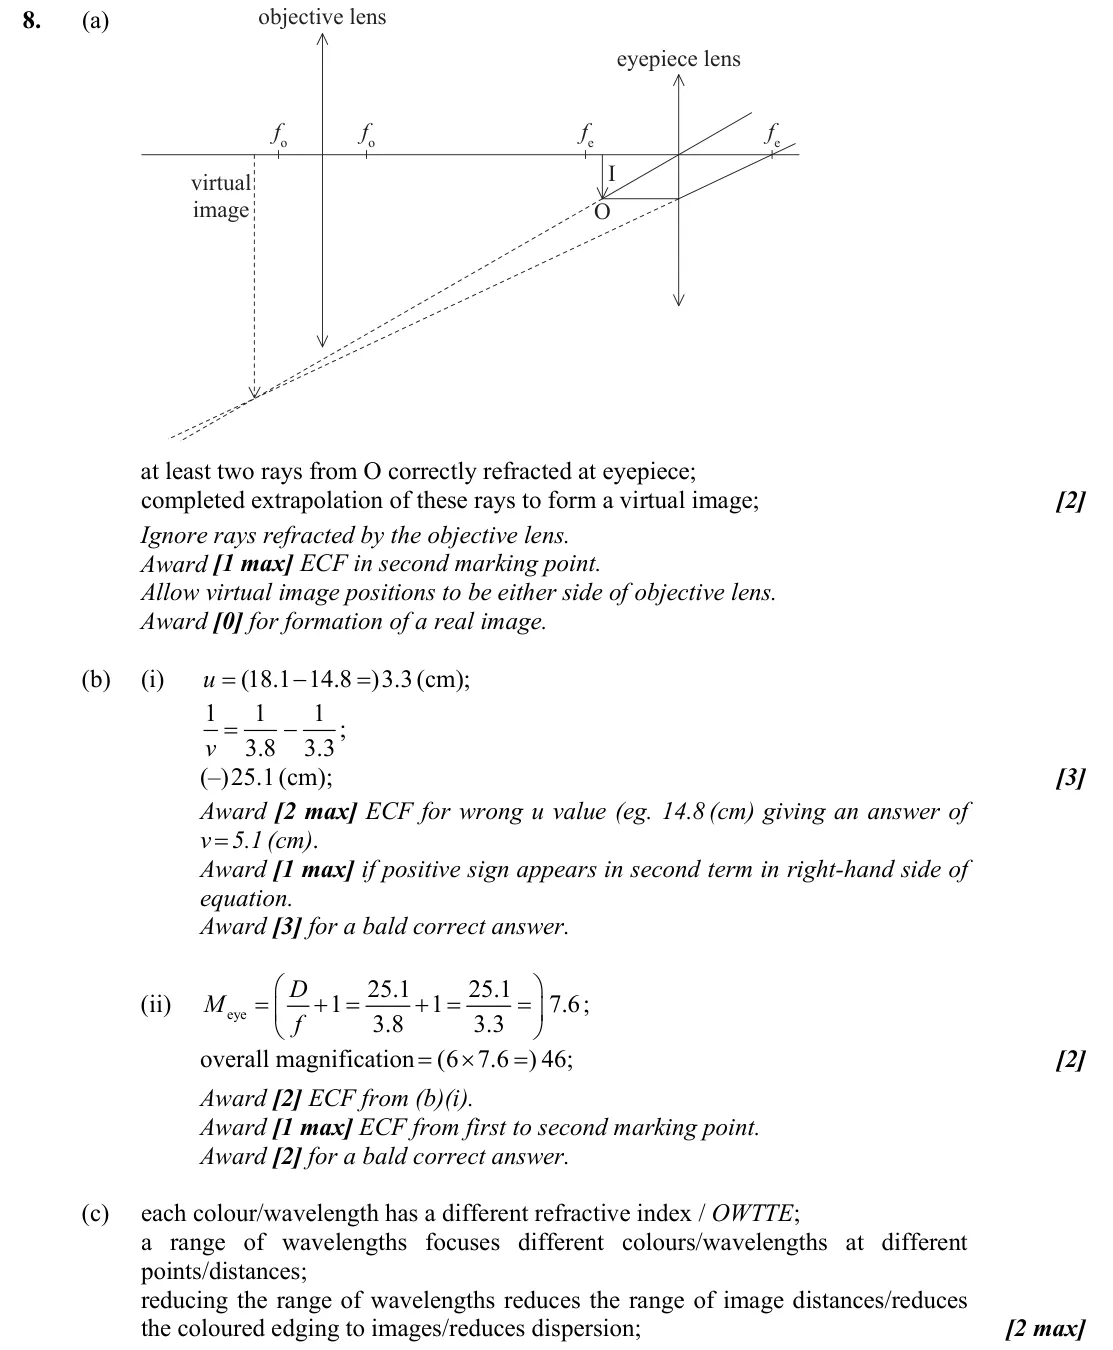 8. (a)
objective lens
eyepiece lens
fo fo fe fe
virtual
image
I
O
at least two rays from O correctly refracted at eyepiece;
completed extrapolation of these rays to form a virtual image; [2]
Ignore rays refracted by the objective lens.
Award [1 max] ECF in second marking point.
Allow virtual image positions to be either side of objective lens.
Award [0] for formation of a real image.
(b) (i) u = (18.1−14.8 =)3.3 (cm);
1/v = 1/3.8 − 1/3.3;
(−)25.1 (cm); [3]
Award [2 max] ECF for wrong u value (eg. 14.8 (cm) giving an answer of
v=5.1 (cm).
Award [1 max] if positive sign appears in second term in right-hand side of
equation.
Award [3] for a bald correct answer.
(ii) Meye = (D/f + 1 = 25.1/3.8 + 1 = 25.1/3.3 =) 7.6;
overall magnification = (6×7.6 =) 46; [2]
Award [2] ECF from (b)(i).
Award [1 max] ECF from first to second marking point.
Award [2] for a bald correct answer.
(c) each colour/wavelength has a different refractive index / OWTTE;
a range of wavelengths focuses different colours/wavelengths at different
points/distances;
reducing the range of wavelengths reduces the range of image distances/reduces
the coloured edging to images/reduces dispersion; [2 max]